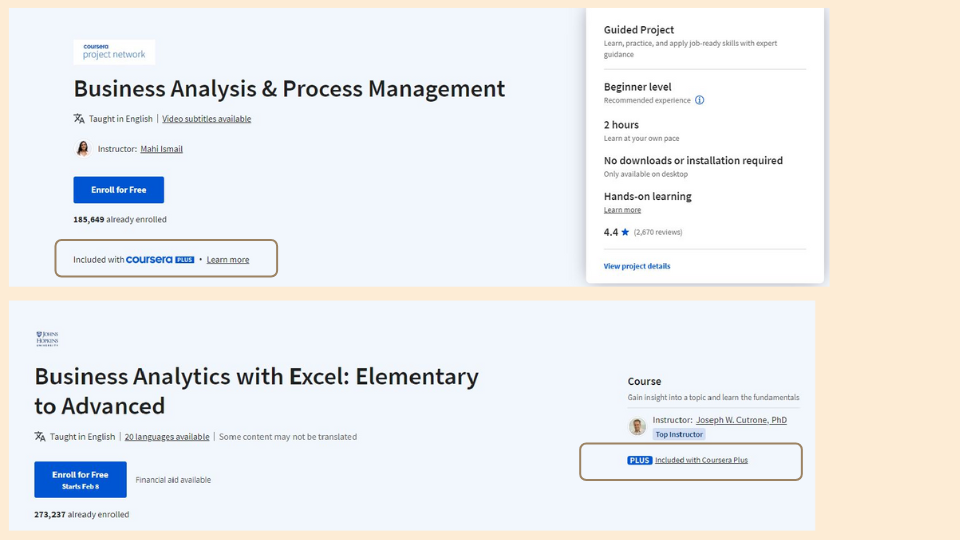 coursera
project network
Business Analysis & Process Management
Taught in English | Video subtitles available
Instructor: Mahi Ismail
Enroll for Free
185,649 already enrolled
Included with coursera PLUS • Learn more
Guided Project
Learn, practice, and apply job-ready skills with expert
guidance
Beginner level
Recommended experience
2 hours
Learn at your own pace
No downloads or installation required
Only available on desktop
Hands-on learning
Learn more
4.4 ★ (2,670 reviews)
View project details
JOHNS
HOPKINS
UNIVERSITY
Business Analytics with Excel: Elementary
to Advanced
Taught in English | 20 languages available | Some content may not be translated
Enroll for Free
Starts Feb 8
Financial aid available
273,237 already enrolled
Course
Gain insight into a topic and learn the fundamentals
Instructor: Joseph W. Cutrone, PhD
Top Instructor
PLUS Included with Coursera Plus